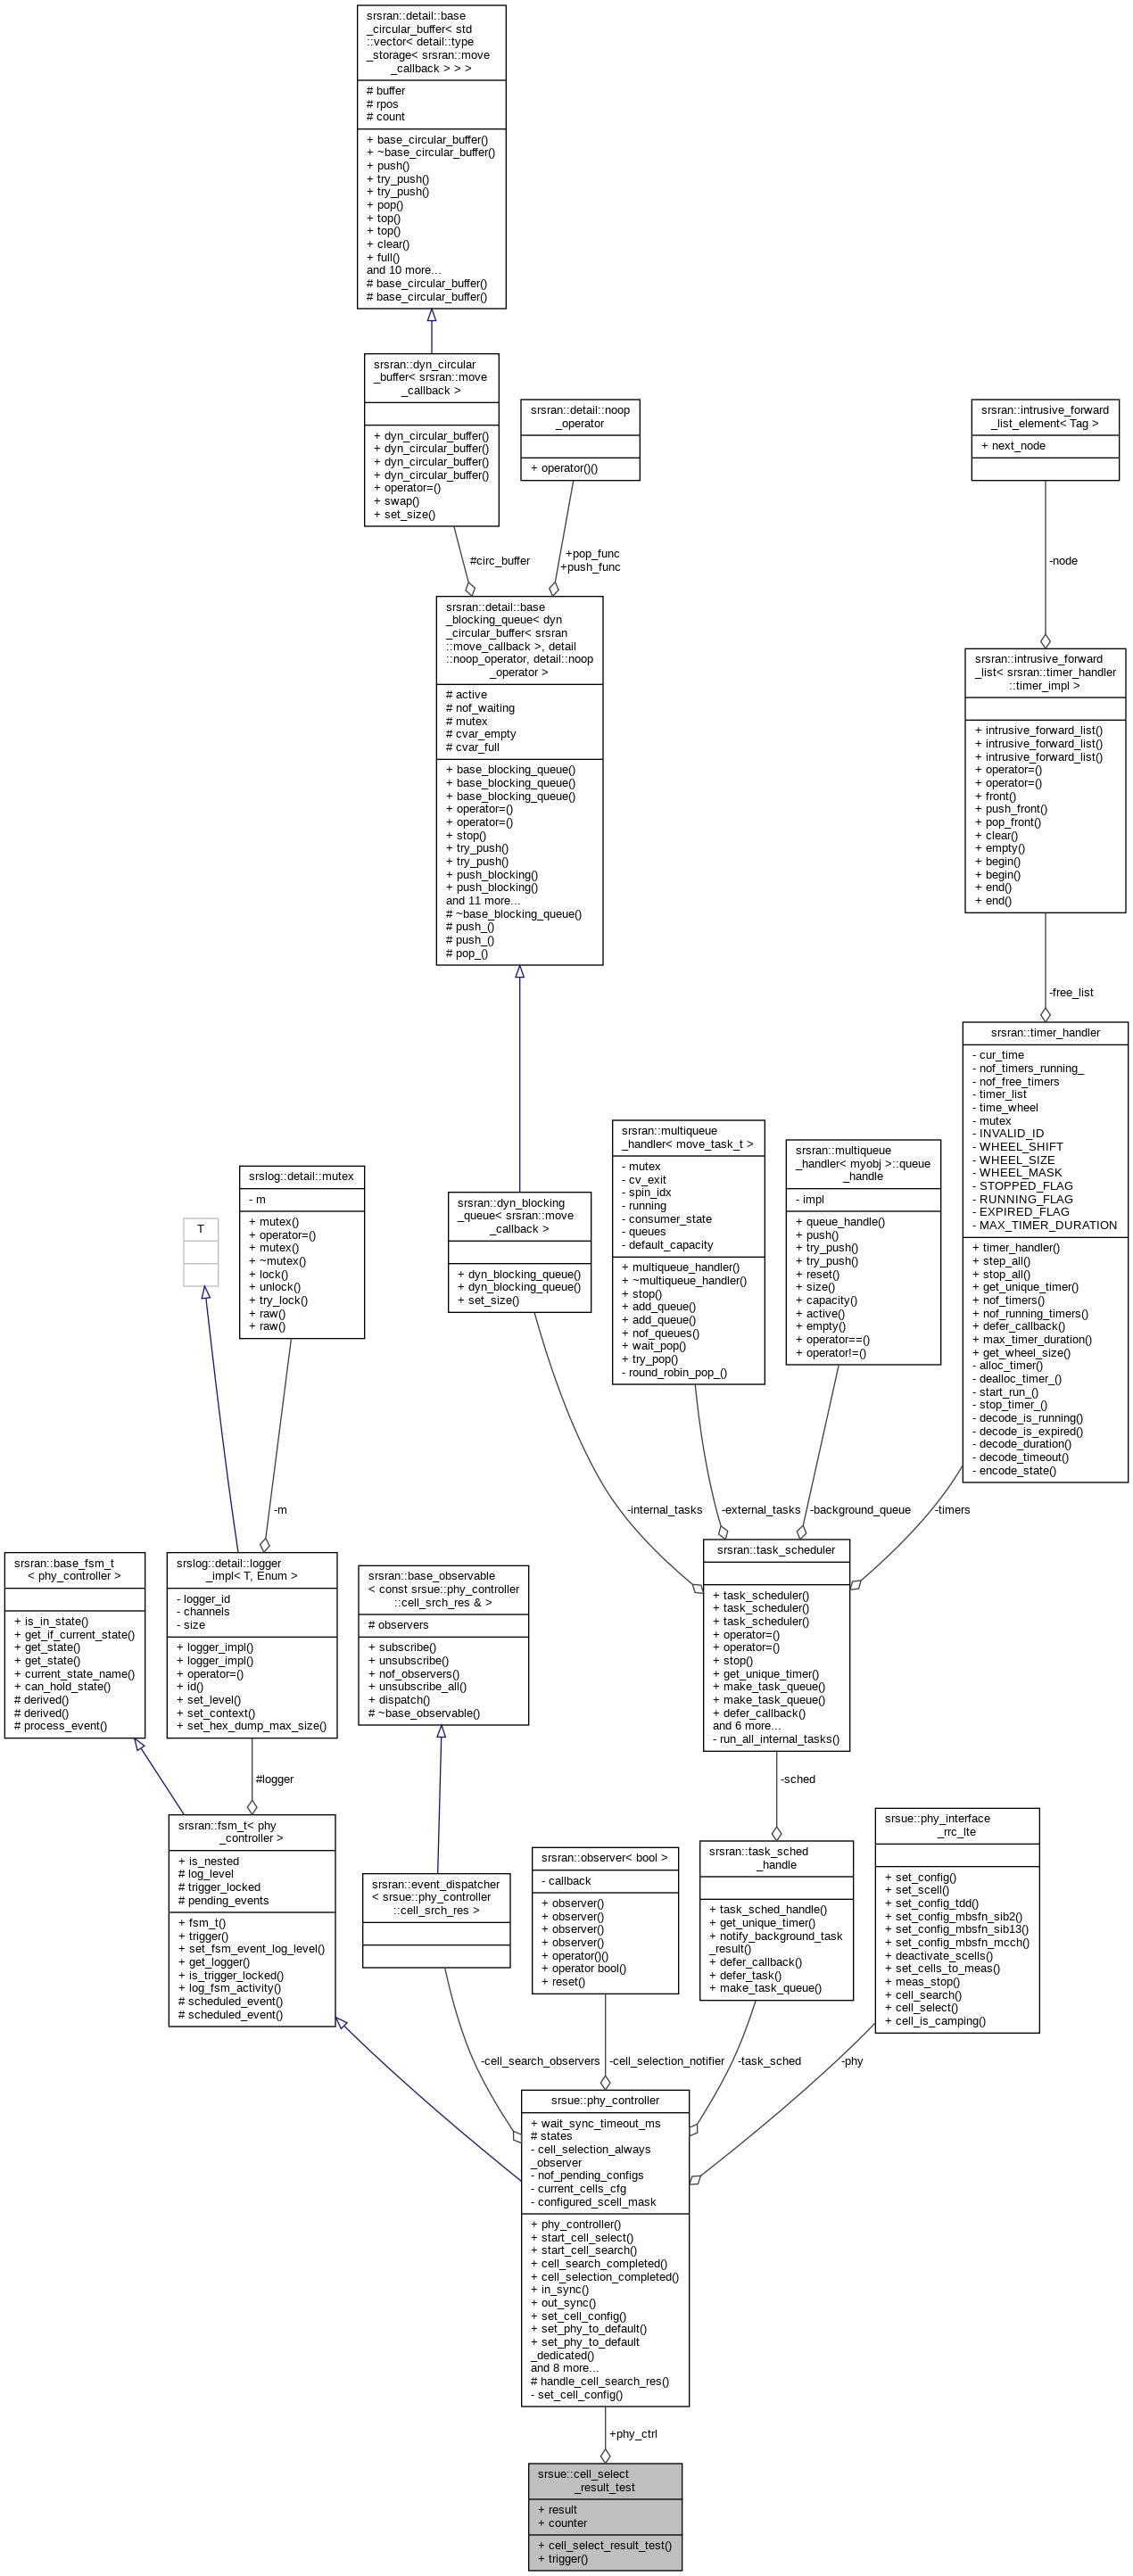 srsran::detail::base
_circular_buffer< std
::vector< detail::type
_storage< srsran::move
_callback > > >
# buffer
# rpos
# count
+ base_circular_buffer()
+ ~base_circular_buffer()
+ push()
+ try_push()
+ try_push()
+ pop()
+ top()
+ top()
+ clear()
+ full()
and 10 more...
# base_circular_buffer()
# base_circular_buffer()
srsran::dyn_circular
_buffer< srsran::move
_callback >
+ dyn_circular_buffer()
+ dyn_circular_buffer()
+ dyn_circular_buffer()
+ dyn_circular_buffer()
+ operator=()
+ swap()
+ set_size()
srsran::detail::noop
_operator
+ operator()()
srsran::intrusive_forward
_list_element< Tag >
+ next_node
#circ_buffer
+pop_func
+push_func
-node
srsran::detail::base
_blocking_queue< dyn
_circular_buffer< srsran
::move_callback >, detail
::noop_operator, detail::noop
_operator >
# active
# nof_waiting
# mutex
# cvar_empty
# cvar_full
+ base_blocking_queue()
+ base_blocking_queue()
+ base_blocking_queue()
+ operator=()
+ operator=()
+ stop()
+ try_push()
+ try_push()
+ push_blocking()
+ push_blocking()
and 11 more...
# ~base_blocking_queue()
# push_()
# push_()
# pop_()
srsran::intrusive_forward
_list< srsran::timer_handler
::timer_impl >
+ intrusive_forward_list()
+ intrusive_forward_list()
+ intrusive_forward_list()
+ operator=()
+ operator=()
+ front()
+ push_front()
+ pop_front()
+ clear()
+ empty()
+ begin()
+ begin()
+ end()
+ end()
-free_list
srsran::timer_handler
- cur_time
- nof_timers_running_
- nof_free_timers
- timer_list
- time_wheel
- mutex
- INVALID_ID
- WHEEL_SHIFT
- WHEEL_SIZE
- WHEEL_MASK
- STOPPED_FLAG
- RUNNING_FLAG
- EXPIRED_FLAG
- MAX_TIMER_DURATION
+ timer_handler()
+ step_all()
+ stop_all()
+ get_unique_timer()
+ nof_timers()
+ nof_running_timers()
+ defer_callback()
+ max_timer_duration()
+ get_wheel_size()
- alloc_timer()
- dealloc_timer_()
- start_run_()
- stop_timer_()
- decode_is_running()
- decode_is_expired()
- decode_duration()
- decode_timeout()
- encode_state()
T
srslog::detail::mutex
- m
+ mutex()
+ operator=()
+ mutex()
+ ~mutex()
+ lock()
+ unlock()
+ try_lock()
+ raw()
+ raw()
srsran::dyn_blocking
_queue< srsran::move
_callback >
+ dyn_blocking_queue()
+ dyn_blocking_queue()
+ set_size()
srsran::multiqueue
_handler< move_task_t >
- mutex
- cv_exit
- spin_idx
- running
- consumer_state
- queues
- default_capacity
+ multiqueue_handler()
+ ~multiqueue_handler()
+ stop()
+ add_queue()
+ add_queue()
+ nof_queues()
+ wait_pop()
+ try_pop()
- round_robin_pop_()
srsran::multiqueue
_handler< myobj >::queue
_handle
- impl
+ queue_handle()
+ push()
+ try_push()
+ try_push()
+ reset()
+ size()
+ capacity()
+ active()
+ empty()
+ operator==()
+ operator!=()
-m
-internal_tasks
-external_tasks
-background_queue
-timers
srsran::base_fsm_t
< phy_controller >
+ is_in_state()
+ get_if_current_state()
+ get_state()
+ get_state()
+ current_state_name()
+ can_hold_state()
# derived()
# derived()
# process_event()
srslog::detail::logger
_impl< T, Enum >
- logger_id
- channels
- size
+ logger_impl()
+ logger_impl()
+ operator=()
+ id()
+ set_level()
+ set_context()
+ set_hex_dump_max_size()
srsran::base_observable
< const srsue::phy_controller
::cell_srch_res & >
# observers
+ subscribe()
+ unsubscribe()
+ nof_observers()
+ unsubscribe_all()
+ dispatch()
# ~base_observable()
srsran::task_scheduler
+ task_scheduler()
+ task_scheduler()
+ task_scheduler()
+ operator=()
+ operator=()
+ stop()
+ get_unique_timer()
+ make_task_queue()
+ make_task_queue()
+ defer_callback()
and 6 more...
- run_all_internal_tasks()
#logger
-sched
srsran::fsm_t< phy
_controller >
+ is_nested
# log_level
# trigger_locked
# pending_events
+ fsm_t()
+ trigger()
+ set_fsm_event_log_level()
+ get_logger()
+ is_trigger_locked()
+ log_fsm_activity()
# scheduled_event()
# scheduled_event()
srsran::event_dispatcher
< srsue::phy_controller
::cell_srch_res >
srsran::observer< bool >
- callback
+ observer()
+ observer()
+ observer()
+ observer()
+ operator()()
+ operator bool()
+ reset()
srsran::task_sched
_handle
+ task_sched_handle()
+ get_unique_timer()
+ notify_background_task
_result()
+ defer_callback()
+ defer_task()
+ make_task_queue()
srsue::phy_interface
_rrc_lte
+ set_config()
+ set_scell()
+ set_config_tdd()
+ set_config_mbsfn_sib2()
+ set_config_mbsfn_sib13()
+ set_config_mbsfn_mcch()
+ deactivate_scells()
+ set_cells_to_meas()
+ meas_stop()
+ cell_search()
+ cell_select()
+ cell_is_camping()
-cell_search_observers
-cell_selection_notifier
-task_sched
-phy
srsue::phy_controller
+ wait_sync_timeout_ms
# states
- cell_selection_always
_observer
- nof_pending_configs
- current_cells_cfg
- configured_scell_mask
+ phy_controller()
+ start_cell_select()
+ start_cell_search()
+ cell_search_completed()
+ cell_selection_completed()
+ in_sync()
+ out_sync()
+ set_cell_config()
+ set_phy_to_default()
+ set_phy_to_default
_dedicated()
and 8 more...
# handle_cell_search_res()
- set_cell_config()
+phy_ctrl
srsue::cell_select
_result_test
+ result
+ counter
+ cell_select_result_test()
+ trigger()